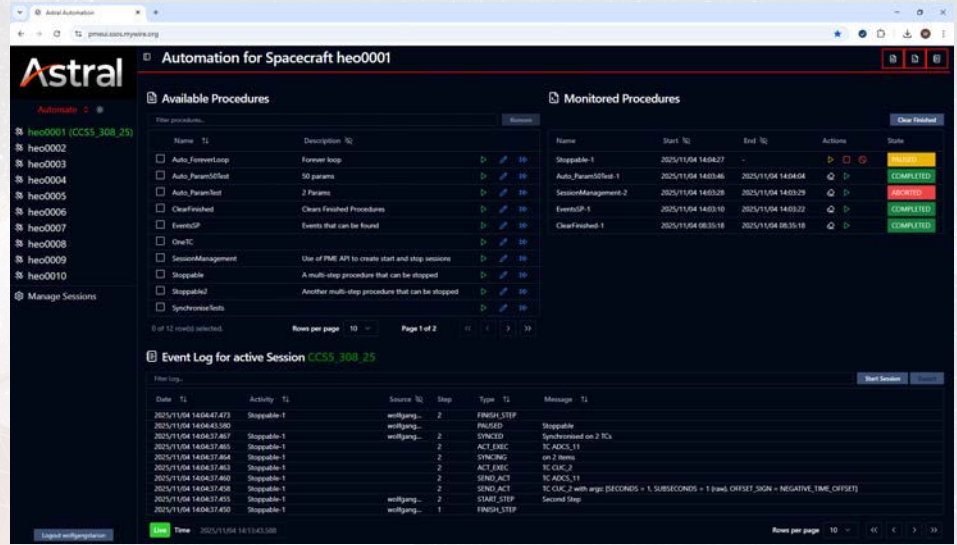 Astral Automation
pmeui.csos.mywire.org
Astral
Automation for Spacecraft heo0001
Automate
heo0001 (CCS5_308_25)
heo0002
heo0003
heo0004
heo0005
heo0006
heo0007
heo0008
heo0009
heo0010
Manage Sessions
Logout wolfgangstarion
Available Procedures
Filter procedures...
Remove
Name Description
Auto_ForeverLoop Forever loop
Auto_Param50Test 50 params
Auto_ParamTest 2 Params
ClearFinished Clears Finished Procedures
EventsSP Events that can be found
OneTC
SessionManagement Use of PME API to create start and stop sessions
Stoppable A multi-step procedure that can be stopped
Stoppable2 Another multi-step procedure that can be stopped
SynchroniseTests
0 of 12 row(s) selected. Rows per page 10 Page 1 of 2
Monitored Procedures
Clear Finished
Name Start End Actions State
Stoppable-1 2025/11/04 14:04:27 - PAUSED
Auto_Param50Test-1 2025/11/04 14:03:46 2025/11/04 14:04:04 COMPLETED
SessionManagement-2 2025/11/04 14:03:28 2025/11/04 14:03:29 ABORTED
EventsSP-1 2025/11/04 14:03:10 2025/11/04 14:03:22 COMPLETED
ClearFinished-1 2025/11/04 08:35:18 2025/11/04 08:35:18 COMPLETED
Event Log for active Session CCS5_308_25
Filter Log...
Start Session
Date Activity Source Step Type Message
2025/11/04 14:04:47.473 Stoppable-1 wolfgang... 2 FINISH_STEP
2025/11/04 14:04:43.580 wolfgang... PAUSED Stoppable
2025/11/04 14:04:37.467 Stoppable-1 wolfgang... 2 SYNCED Synchronised on 2 TCs
2025/11/04 14:04:37.465 Stoppable-1 2 ACT_EXEC TC ADCS_11
2025/11/04 14:04:37.464 Stoppable-1 2 SYNCING on 2 items
2025/11/04 14:04:37.463 Stoppable-1 2 ACT_EXEC TC CUC_2
2025/11/04 14:04:37.460 Stoppable-1 2 SEND_ACT TC ADCS_11
2025/11/04 14:04:37.458 Stoppable-1 2 SEND_ACT TC CUC_2 with args: [SECONDS = 1, SUBSECONDS = 1 (raw), OFFSET_SIGN = NEGATIVE_TIME_OFFSET]
2025/11/04 14:04:37.455 Stoppable-1 wolfgang... 2 START_STEP Second Step
2025/11/04 14:04:37.450 Stoppable-1 wolfgang... 1 FINISH_STEP
Live Time 2025/11/04 14:53:43.588 Rows per page 10